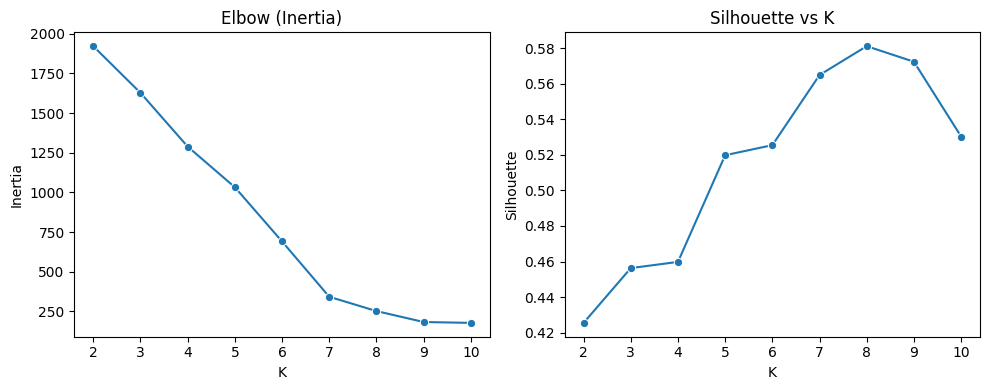 Elbow (Inertia)
2000
1750
1500
1250
1000
750
500
250
Inertia
2 3 4 5 6 7 8 9 10
K
Silhouette vs K
0.58
0.56
0.54
0.52
0.50
0.48
0.46
0.44
0.42
Silhouette
2 3 4 5 6 7 8 9 10
K